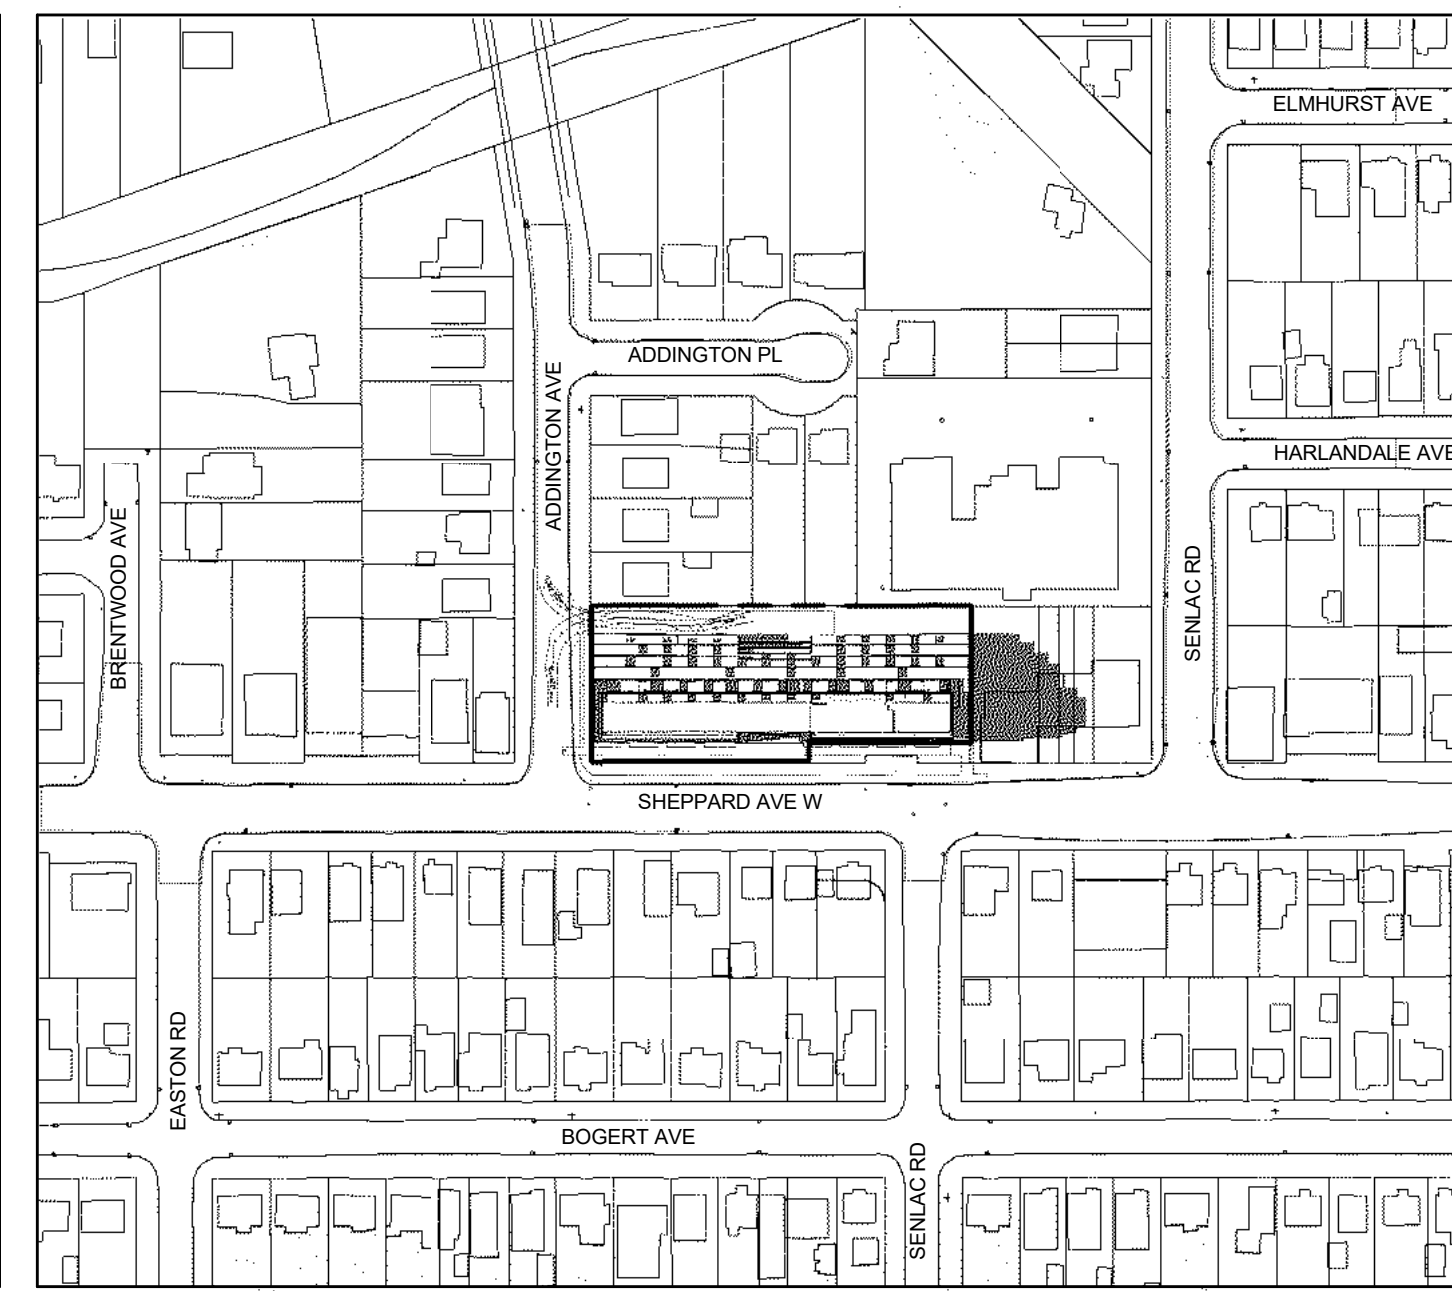 ELMHURST AVE
ADDINGTON PL
ADDINGTON AVE
HARLANDALE AVE
BRENTWOOD AVE
SENLAC RD
SHEPPARD AVE W
EASTON RD
BOGERT AVE
SENLAC RD